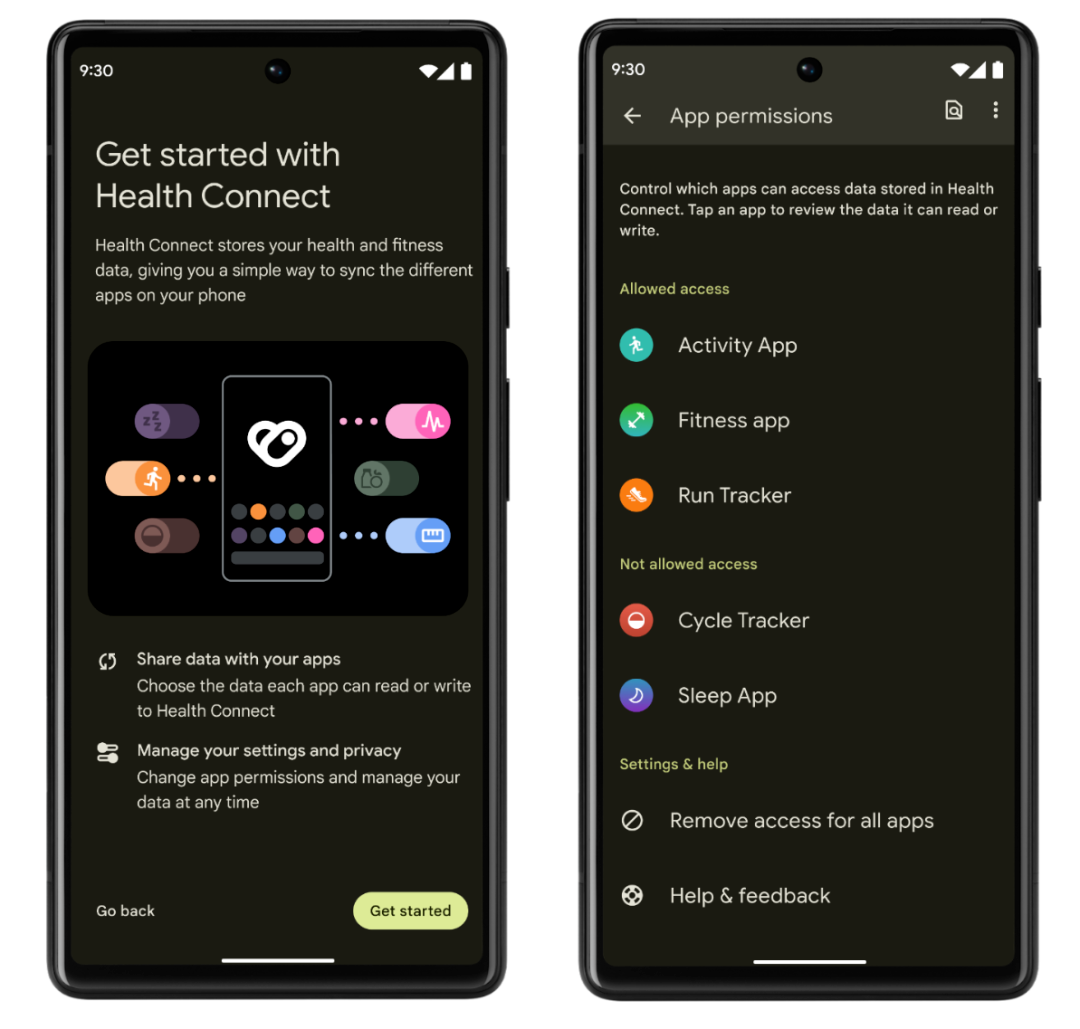 9:30
Get started with
Health Connect
Health Connect stores your health and fitness
data, giving you a simple way to sync the different
apps on your phone
zzz
Share data with your apps
Choose the data each app can read or write
to Health Connect
Manage your settings and privacy
Change app permissions and manage your
data at any time
Go back
Get started
9:30
App permissions
Control which apps can access data stored in Health
Connect. Tap an app to review the data it can read or
write.
Allowed access
Activity App
Fitness app
Run Tracker
Not allowed access
Cycle Tracker
Sleep App
Settings & help
Remove access for all apps
Help & feedback